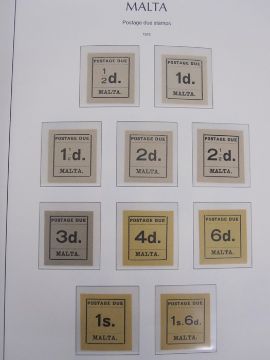 MALTA
Postage due stamps
1925
POSTAGE DUE
½d.
MALTA.
POSTAGE DUE
1d.
MALTA.
POSTAGE DUE
1½d.
MALTA.
POSTAGE DUE
2d.
MALTA.
POSTAGE DUE
2½d.
MALTA.
POSTAGE DUE
3d.
MALTA.
POSTAGE DUE
4d.
MALTA.
POSTAGE DUE
6d.
MALTA.
POSTAGE DUE
1s.
MALTA.
POSTAGE DUE
1s.6d.
MALTA.